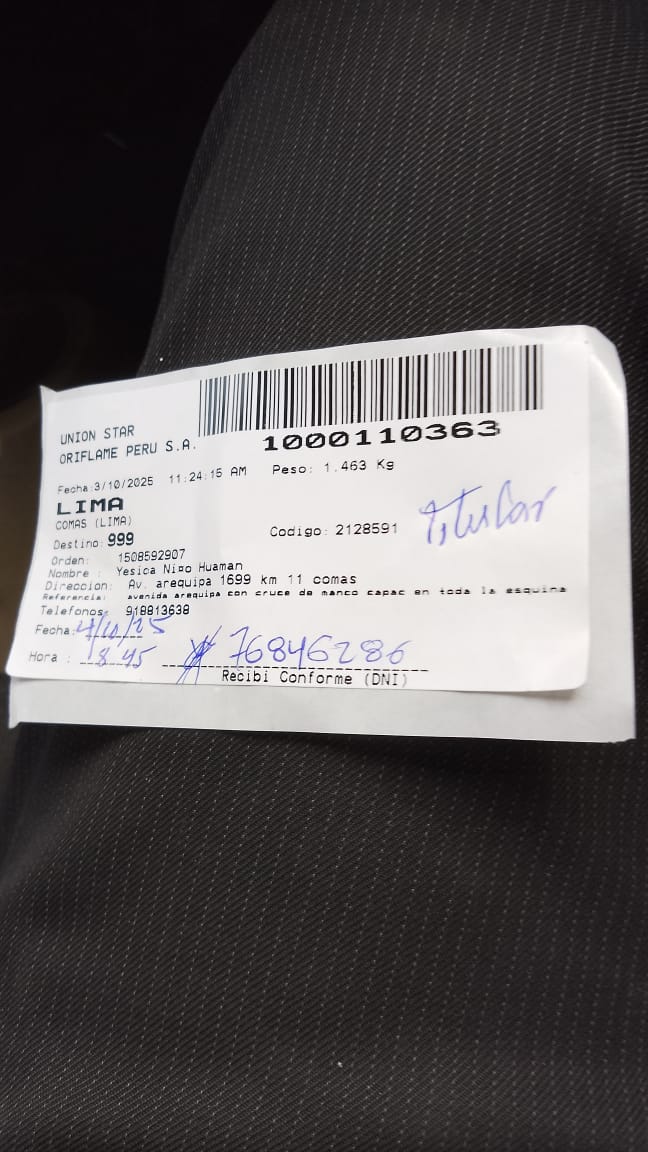 UNION STAR
ORIFLAME PERU S.A.
1000110363
Fecha:3/10/2025 11:24:15 AM Peso: 1.463 Kg
LIMA
COMAS (LIMA)
Destino: 999 Codigo: 2128591 Titular
Orden: 1508592907
Nombre : Yesica Ni¤o Huaman
Direccion: Av. arequipa 1699 km 11 comas
Referencia: avenida arequipa con cruce de manco capac en toda la esquina
Telefonos: 918813638
Fecha: 4/10/25
Hora : 8 45 76846286
Recibi Conforme (DNI)